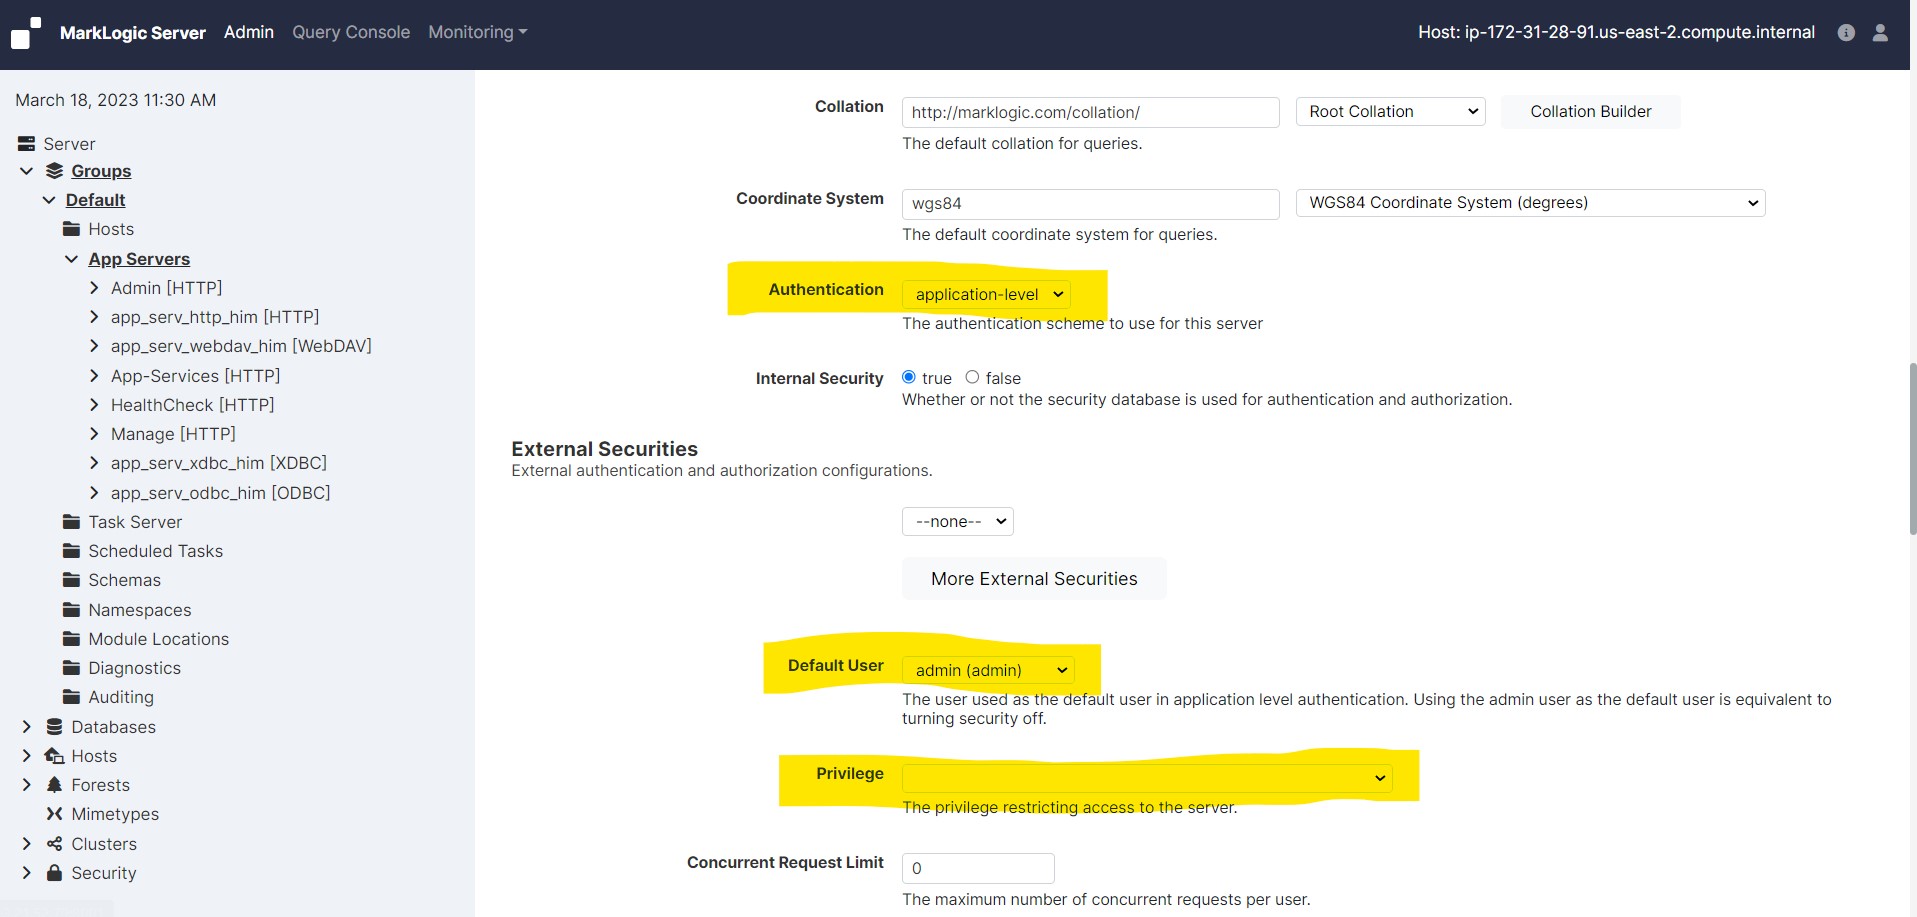 MarkLogic Server Admin Query Console Monitoring Host: ip-172-31-28-91.us-east-2.compute.internal
March 18, 2023 11:30 AM
Server
Groups
Default
Hosts
App Servers
Admin [HTTP]
app_serv_http_him [HTTP]
app_serv_webdav_him [WebDAV]
App-Services [HTTP]
HealthCheck [HTTP]
Manage [HTTP]
app_serv_xdbc_him [XDBC]
app_serv_odbc_him [ODBC]
Task Server
Scheduled Tasks
Schemas
Namespaces
Module Locations
Diagnostics
Auditing
Databases
Hosts
Forests
Mimetypes
Clusters
Security
Collation http://marklogic.com/collation/ Root Collation Collation Builder
The default collation for queries.
Coordinate System wgs84 WGS84 Coordinate System (degrees)
The default coordinate system for queries.
Authentication application-level
The authentication scheme to use for this server
Internal Security true false
Whether or not the security database is used for authentication and authorization.
External Securities
External authentication and authorization configurations.
--none--
More External Securities
Default User admin (admin)
The user used as the default user in application level authentication. Using the admin user as the default user is equivalent to
turning security off.
Privilege
The privilege restricting access to the server.
Concurrent Request Limit 0
The maximum number of concurrent requests per user.